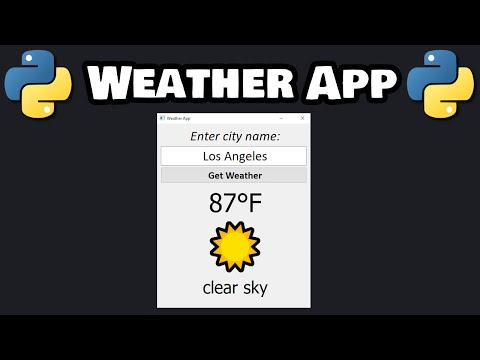 Weather App
Weather App
Enter city name:
Los Angeles
Get Weather
87°F
clear sky